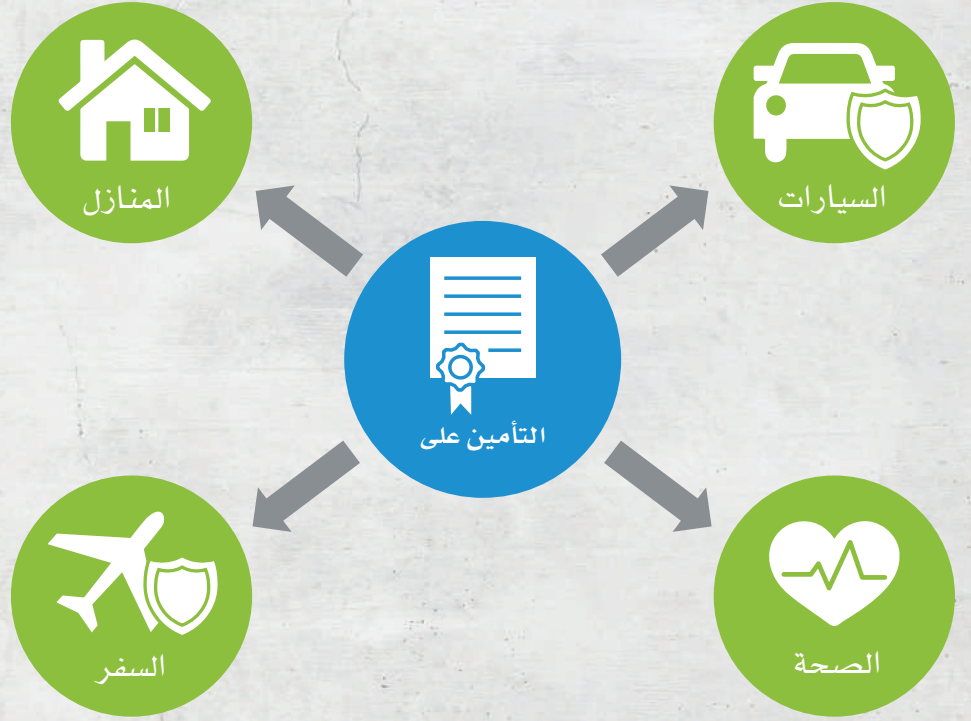 السيارات
المنازل
التأمين على
الصحة
السفر